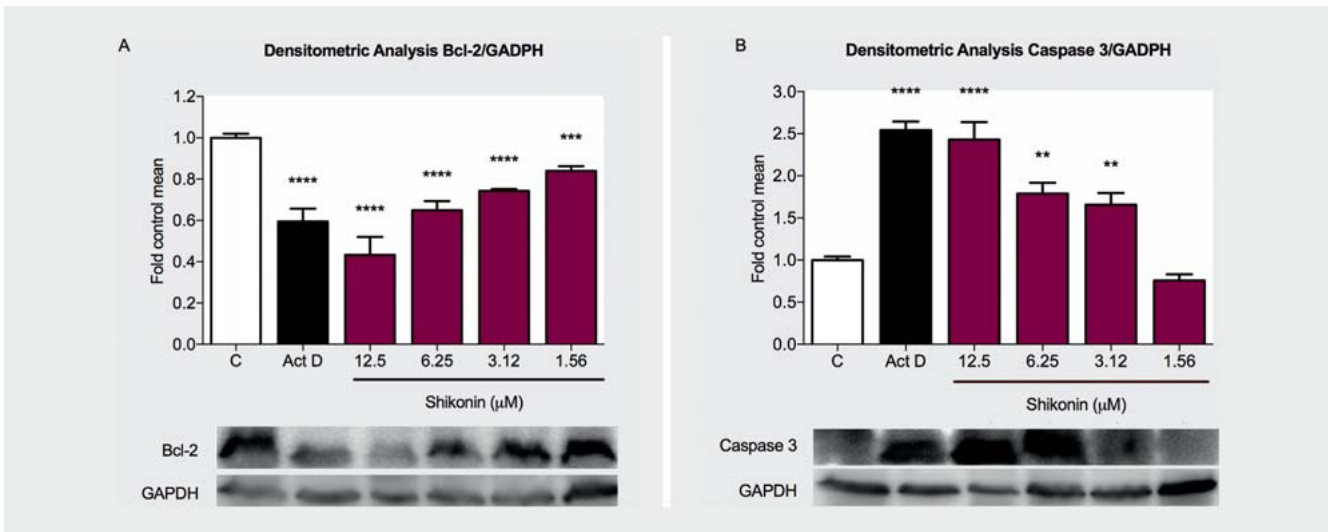 A
Densitometric Analysis Bcl-2/GADPH
Fold control mean
1.2
1.0
0.8
0.6
0.4
0.2
0.0
****
****
****
****
***
C Act D 12.5 6.25 3.12 1.56
Shikonin (μM)
Bcl-2
GAPDH
B
Densitometric Analysis Caspase 3/GADPH
Fold control mean
3.0
2.5
2.0
1.5
1.0
0.5
0.0
****
****
**
**
C Act D 12.5 6.25 3.12 1.56
Shikonin (μM)
Caspase 3
GAPDH